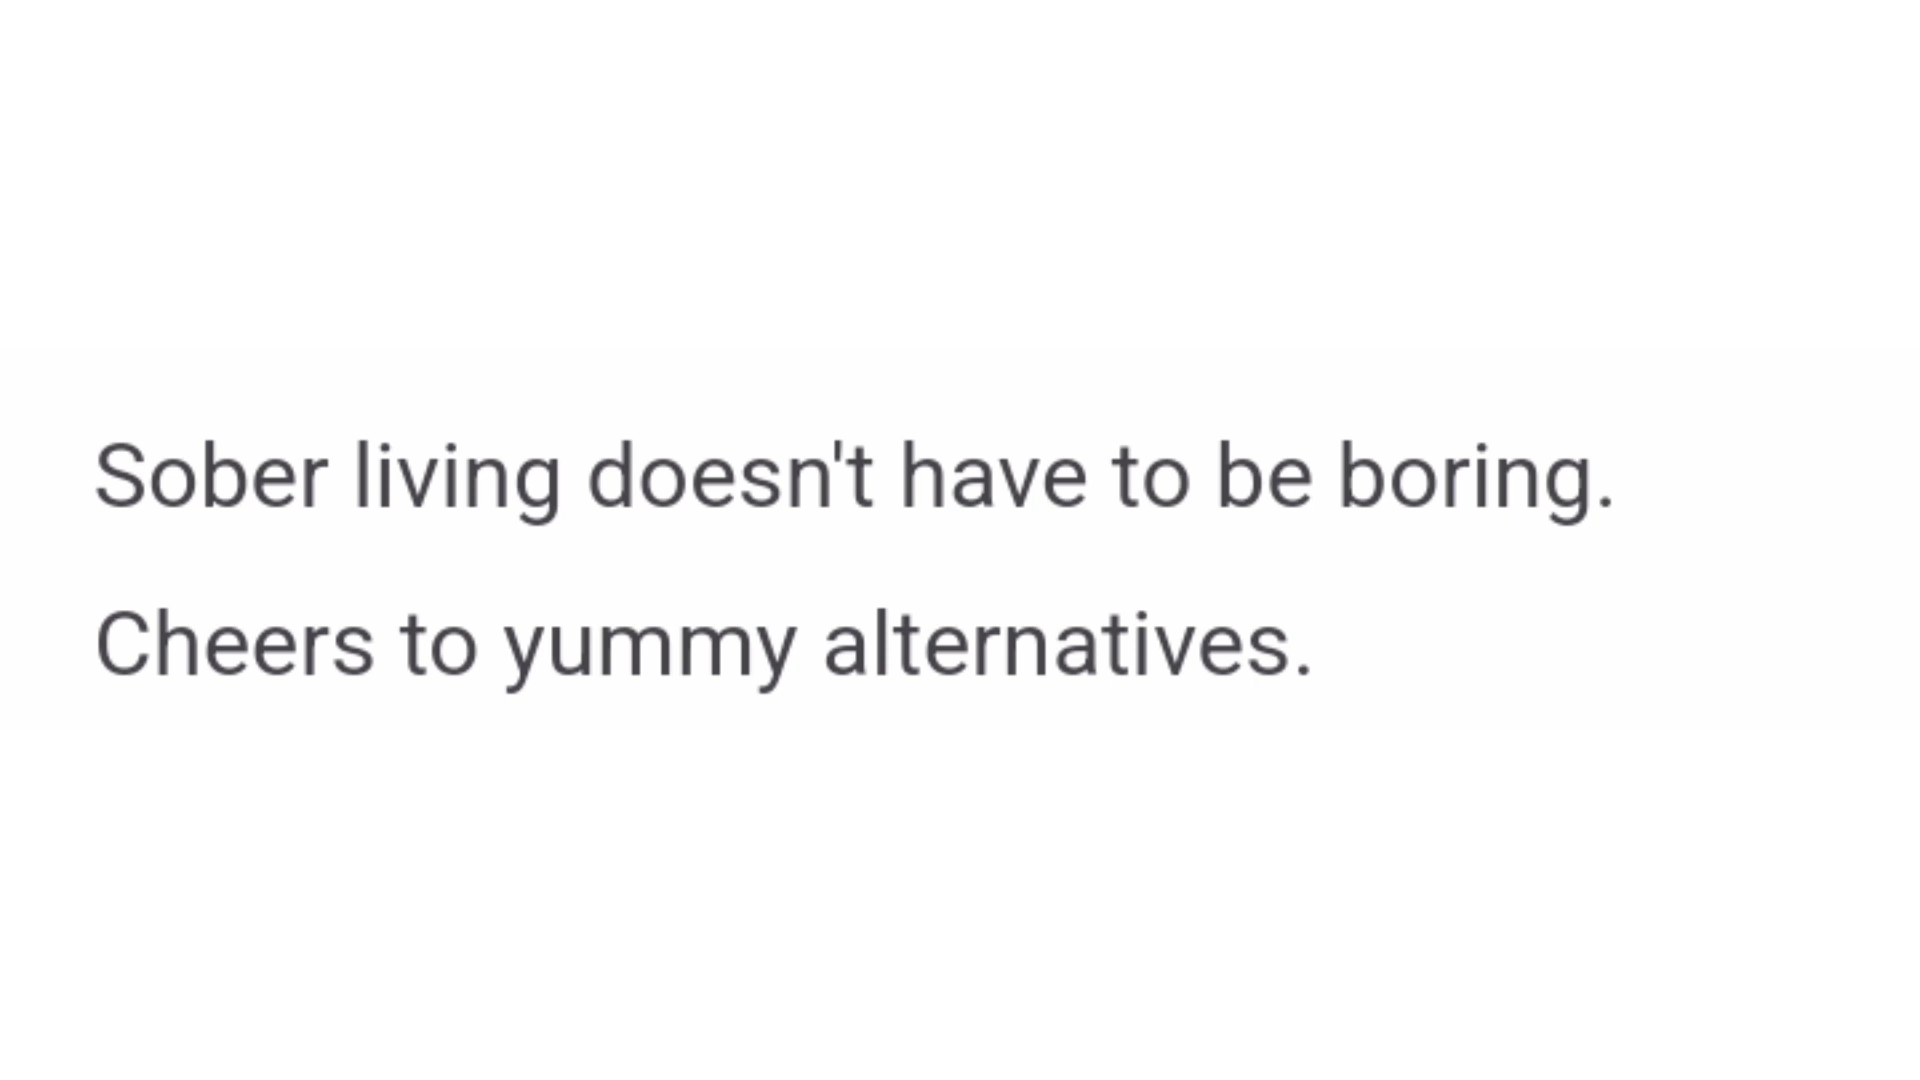 Sober living doesn't have to be boring.
Cheers to yummy alternatives.